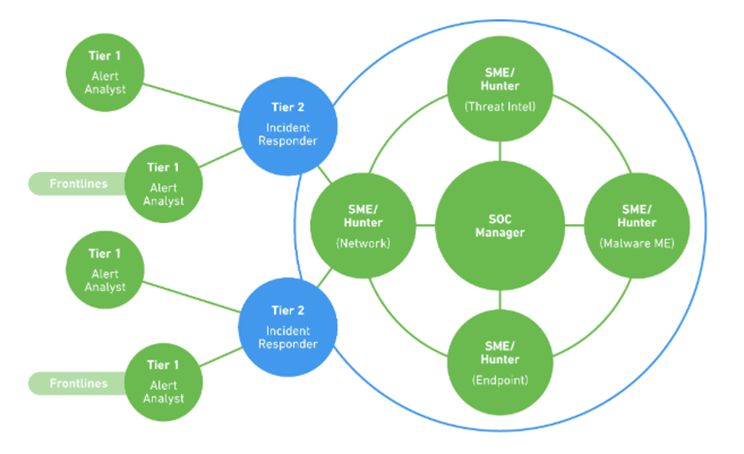 Tier 1
Alert
Analyst
Tier 2
Incident
Responder
Frontlines
Tier 1
Alert
Analyst
Tier 1
Alert
Analyst
Tier 2
Incident
Responder
Frontlines
Tier 1
Alert
Analyst
SME/
Hunter
(Threat Intel)
SME/
Hunter
{Network}
SOC
Manager
SME/
Hunter
(Malware ME)
SME/
Hunter
(Endpoint)